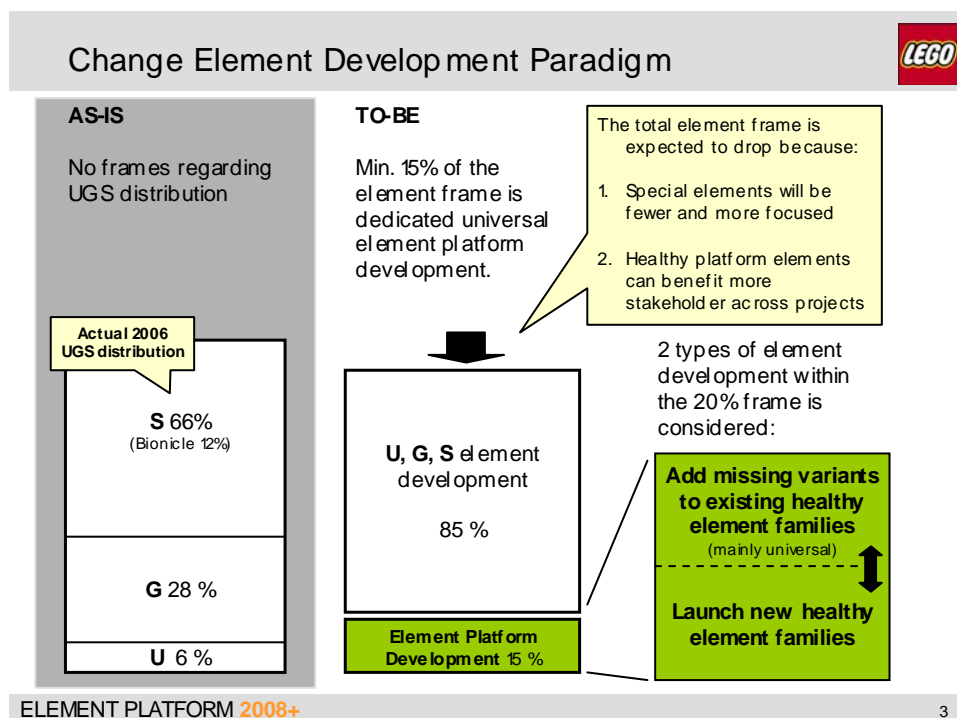 Change Element Development Paradigm
LEGO
AS-IS
No frames regarding
UGS distribution
Actual 2006
UGS distribution
S 66%
(Bionicle 12%)
G 28 %
U 6 %
TO-BE
Min. 15% of the
element frame is
dedicated universal
element platform
development.
U, G, S element
development
85 %
Element Platform
Development 15 %
The total element frame is
expected to drop because:
1. Special elements will be
fewer and more focused
2. Healthy platform elements
can benefit more
stakeholder across projects
2 types of element
development within
the 20% frame is
considered:
Add missing variants
to existing healthy
element families
(mainly universal)
Launch new healthy
element families
ELEMENT PLATFORM 2008+
3